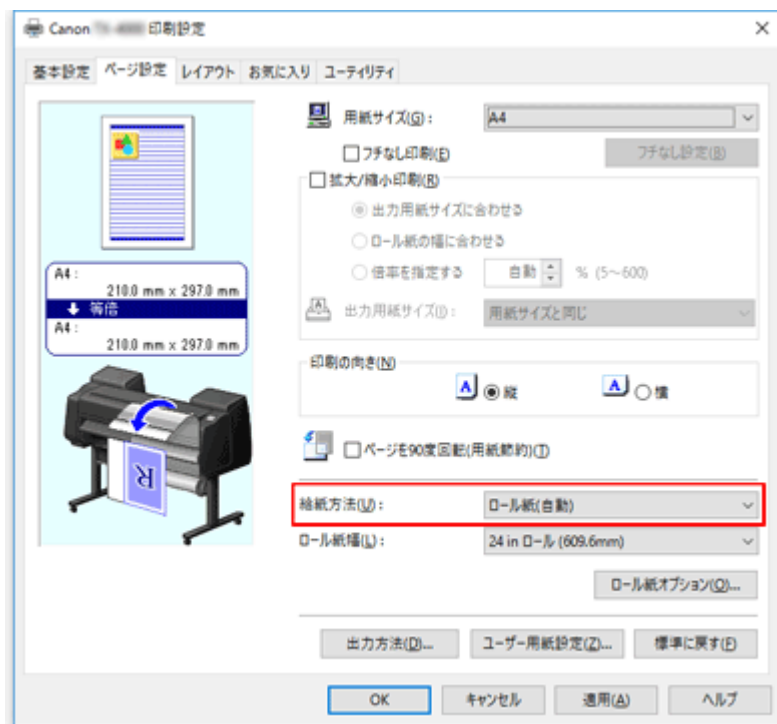 Canon 印刷設定
基本設定 ページ設定 レイアウト お気に入り ユーティリティ
用紙サイズ(G): A4
フチなし印刷(E) フチなし設定(B)
拡大/縮小印刷(R)
出力用紙サイズに合わせる
ロール紙の幅に合わせる
倍率を指定する 自動 % (5～600)
出力用紙サイズ(I): 用紙サイズと同じ
A4 :
210.0 mm x 297.0 mm
等倍
A4 :
210.0 mm x 297.0 mm
印刷の向き(N)
A 縦 A 横
ページを90度回転(用紙節約)(T)
R
給紙方法(U): ロール紙(自動)
ロール紙幅(L): 24 in ロール (609.6mm)
ロール紙オプション(O)...
出力方法(D)... ユーザー用紙設定(Z)... 標準に戻す(F)
OK キャンセル 適用(A) ヘルプ